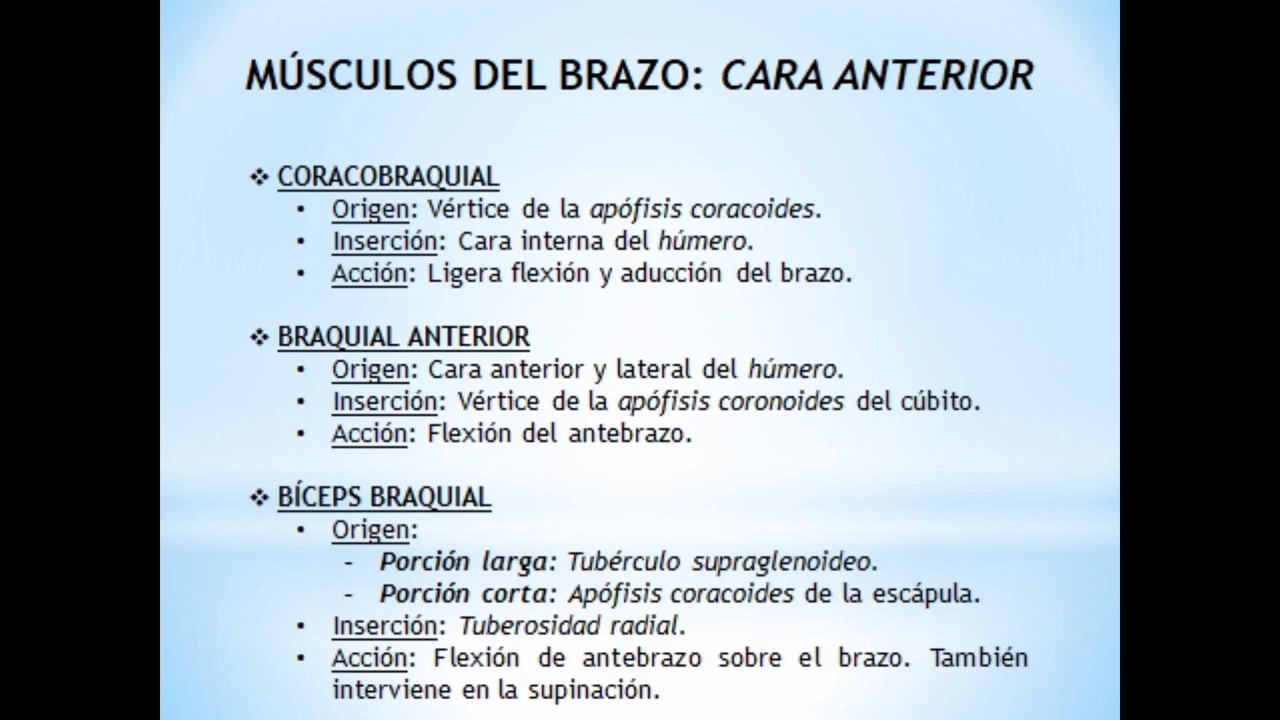 MÚSCULOS DEL BRAZO: CARA ANTERIOR
❖ CORACOBRAQUIAL
• Origen: Vértice de la apófisis coracoides.
• Inserción: Cara interna del húmero.
• Acción: Ligera flexión y aducción del brazo.
❖ BRAQUIAL ANTERIOR
• Origen: Cara anterior y lateral del húmero.
• Inserción: Vértice de la apófisis coronoides del cúbito.
• Acción: Flexión del antebrazo.
❖ BÍCEPS BRAQUIAL
• Origen:
- Porción larga: Tubérculo supraglenoideo.
- Porción corta: Apófisis coracoides de la escápula.
• Inserción: Tuberosidad radial.
• Acción: Flexión de antebrazo sobre el brazo. También
interviene en la supinación.